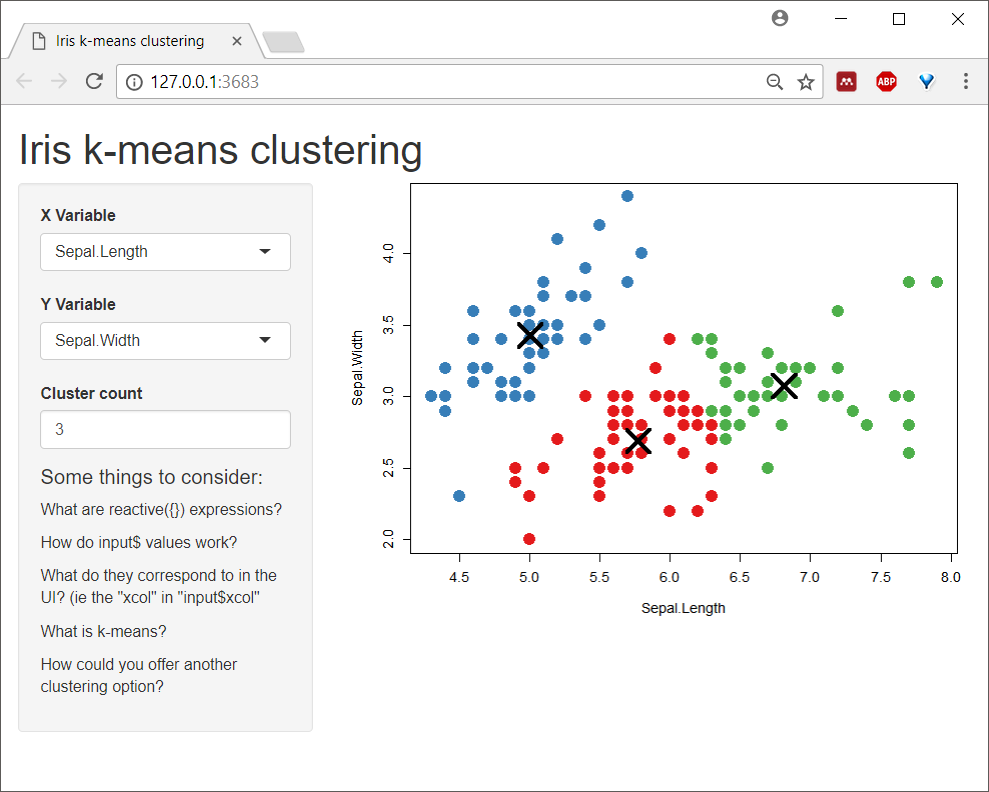 Iris k-means clustering
127.0.0.1:3683
ABP
Iris k-means clustering
X Variable
Sepal.Length
Y Variable
Sepal.Width
Cluster count
3
Some things to consider:
What are reactive({}) expressions?
How do input$ values work?
What do they correspond to in the
UI? (ie the "xcol" in "input$xcol"
What is k-means?
How could you offer another
clustering option?
Sepal.Width
4.0
3.5
3.0
2.5
2.0
4.5 5.0 5.5 6.0 6.5 7.0 7.5 8.0
Sepal.Length